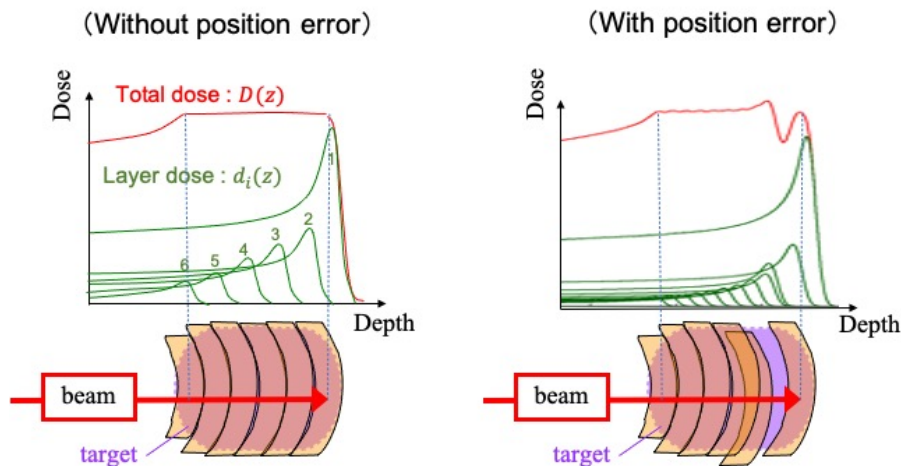 (Without position error)
Dose
Total dose : D(z)
Layer dose : dᵢ(z)
1
2
3
4
5
6
Depth
beam
target
(With position error)
Dose
Depth
beam
target